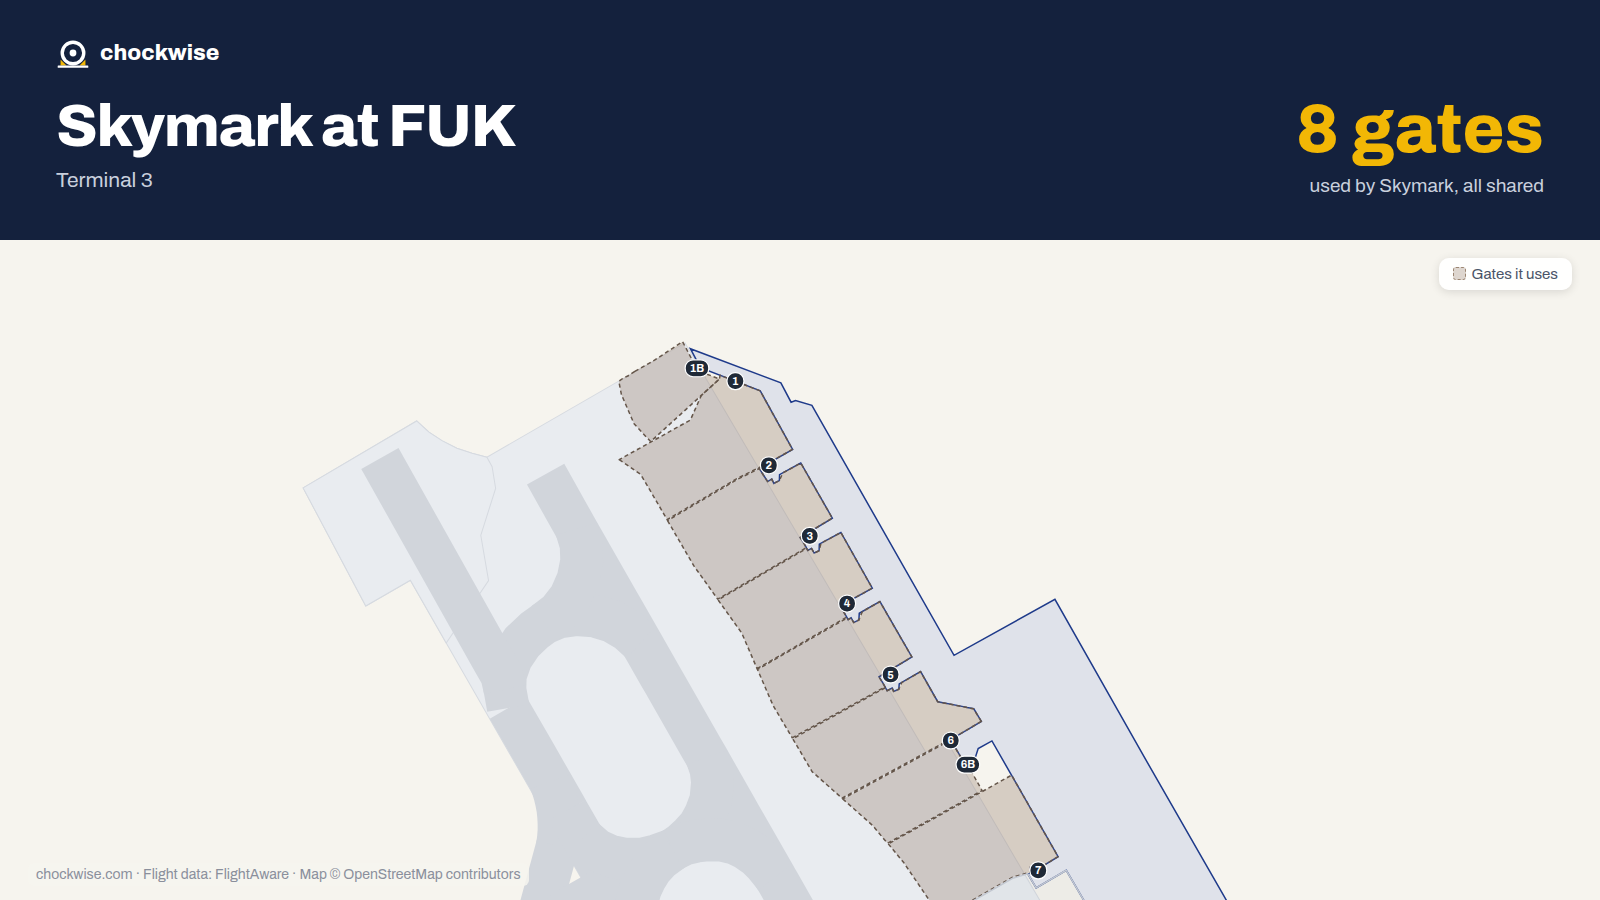 chockwise
Skymark at FUK
Terminal 3
8 gates
used by Skymark, all shared
Gates it uses
1B
1
2
3
4
5
6
6B
7
chockwise.com · Flight data: FlightAware · Map © OpenStreetMap contributors